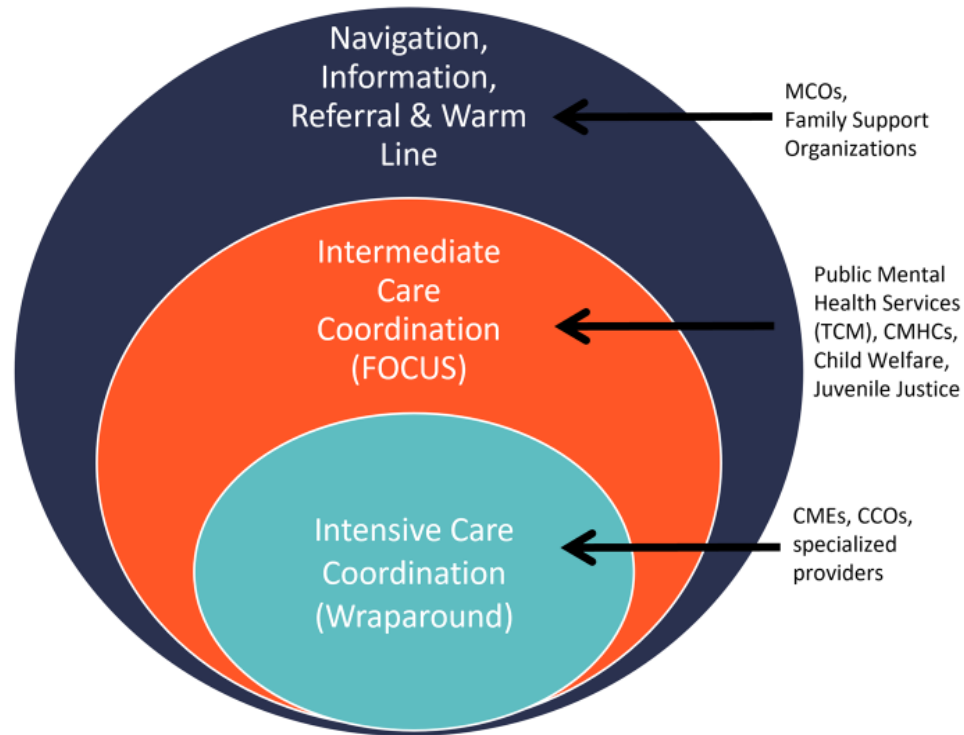 Navigation,
Information,
Referral & Warm
Line
MCOs,
Family Support
Organizations
Intermediate
Care
Coordination
(FOCUS)
Public Mental
Health Services
(TCM), CMHCs,
Child Welfare,
Juvenile Justice
Intensive Care
Coordination
(Wraparound)
CMEs, CCOs,
specialized
providers